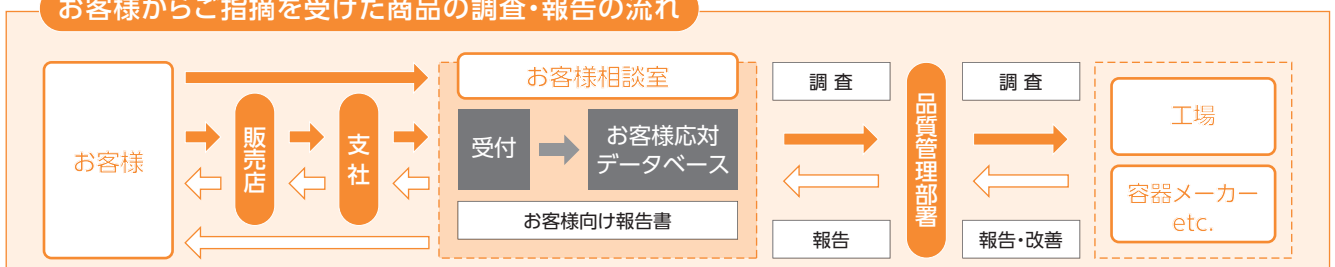 お客様からご指摘を受けた商品の調査・報告の流れ
お客様
販売店
支社
お客様相談室
受付
お客様応対
データベース
お客様向け報告書
調査
報告
品質管理部署
調査
報告・改善
工場
容器メーカー
etc.